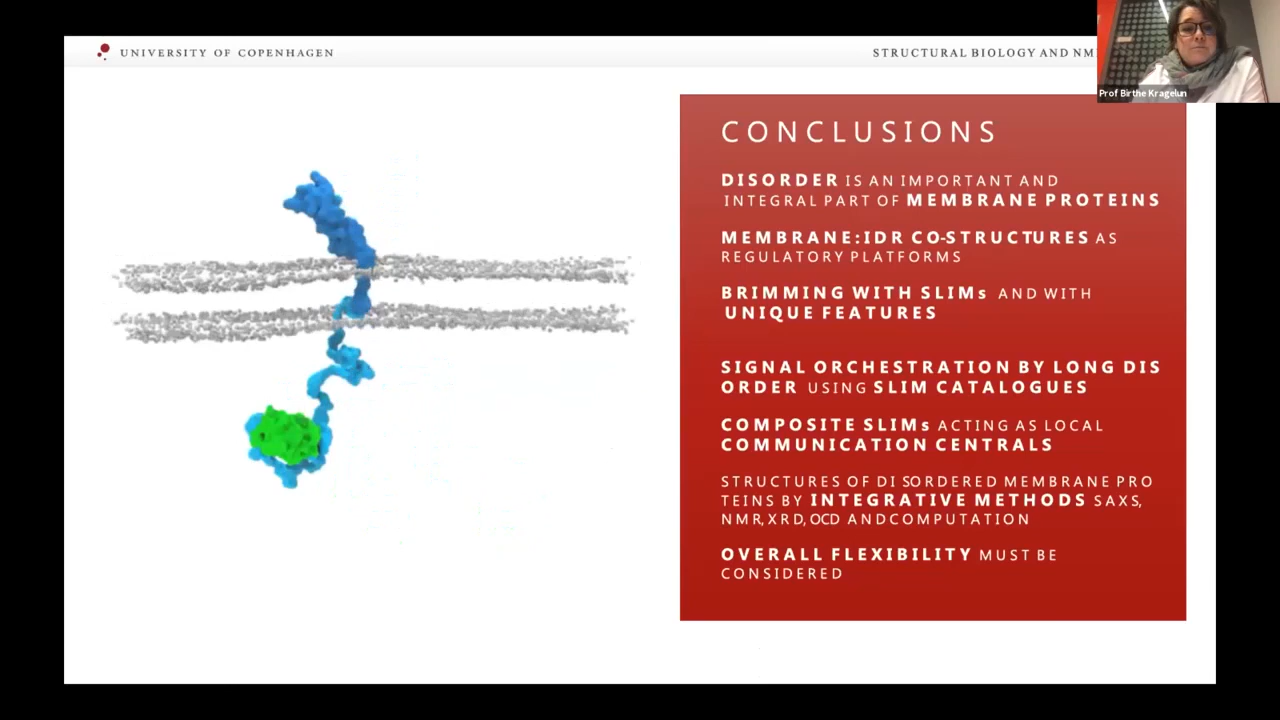 UNIVERSITY OF COPENHAGEN
STRUCTURAL BIOLOGY AND NM
Prof Birthe Kragelun
CONCLUSIONS
DISORDER IS AN IMPORTANT AND
INTEGRAL PART OF MEMBRANE PROTEINS
MEMBRANE:IDR CO-STRUCTURES AS
REGULATORY PLATFORMS
BRIMMING WITH SLIMs AND WITH
UNIQUE FEATURES
SIGNAL ORCHESTRATION BY LONG DIS
ORDER USING SLIM CATALOGUES
COMPOSITE SLIMs ACTING AS LOCAL
COMMUNICATION CENTRALS
STRUCTURES OF DI SORDERED MEMBRANE PRO
TEINS BY INTEGRATIVE METHODS SAXS,
NMR,XRD,OCD ANDCOMPUTATION
OVERALL FLEXIBILITY MUST BE
CONSIDERED